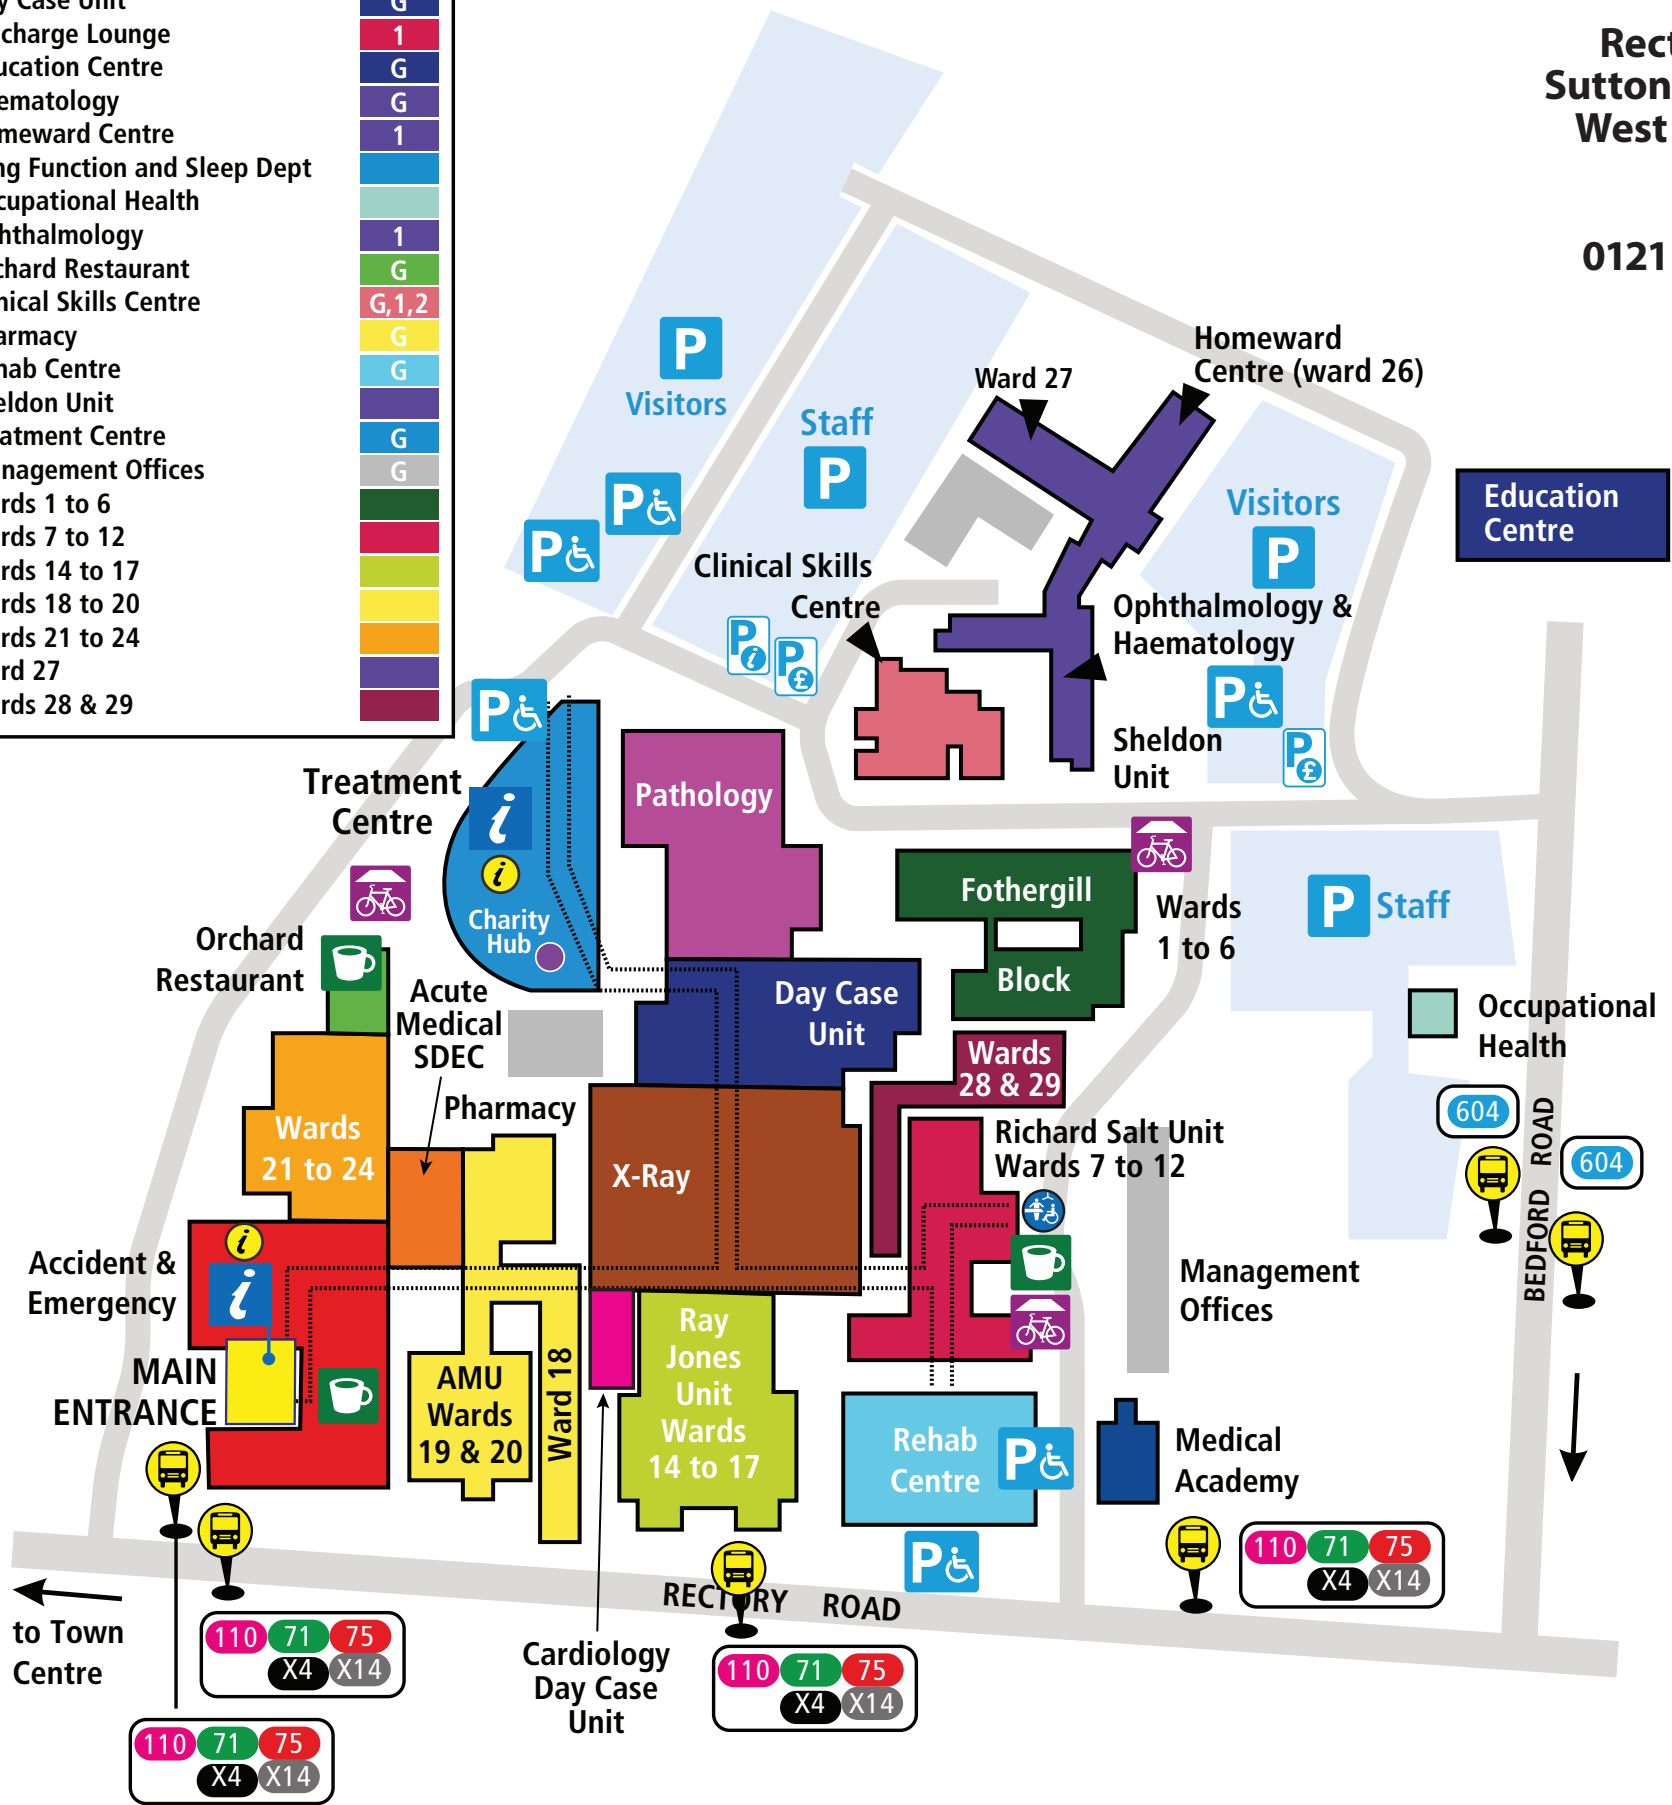 Case Unit
G
charge Lounge
1
ucation Centre
G
ematology
G
meward Centre
1
ng Function and Sleep Dept
cupational Health
hthalmology
1
chard Restaurant
G
nical Skills Centre
G,1,2
armacy
G
hab Centre
G
eldon Unit
eatment Centre
G
nagement Offices
G
rds 1 to 6
rds 7 to 12
rds 14 to 17
rds 18 to 20
rds 21 to 24
rd 27
rds 28 & 29
Rect
Sutton
West
0121
P
Visitors
Staff
P
Ward 27
Homeward
Centre (ward 26)
Visitors
P
Education
Centre
P
P
Clinical Skills
Centre
Ophthalmology &
Haematology
P
i
P
£
P
P
£
Sheldon
Unit
P
Treatment
Centre
i
i
Charity
Hub
Pathology
Fothergill
Block
Wards
1 to 6
P Staff
Orchard
Restaurant
Acute
Medical
SDEC
Day Case
Unit
Occupational
Health
Wards
28 & 29
Pharmacy
Wards
21 to 24
X-Ray
Richard Salt Unit
Wards 7 to 12
604
604
BEDFORD ROAD
Accident &
Emergency
i
i
Management
Offices
MAIN
ENTRANCE
AMU
Wards
19 & 20
Ward 18
Ray
Jones
Unit
Wards
14 to 17
Rehab
Centre
P
Medical
Academy
P
RECTORY ROAD
to Town
Centre
Cardiology
Day Case
Unit
110 71 75
X4 X14
110 71 75
X4 X14
110 71 75
X4 X14
110 71 75
X4 X14